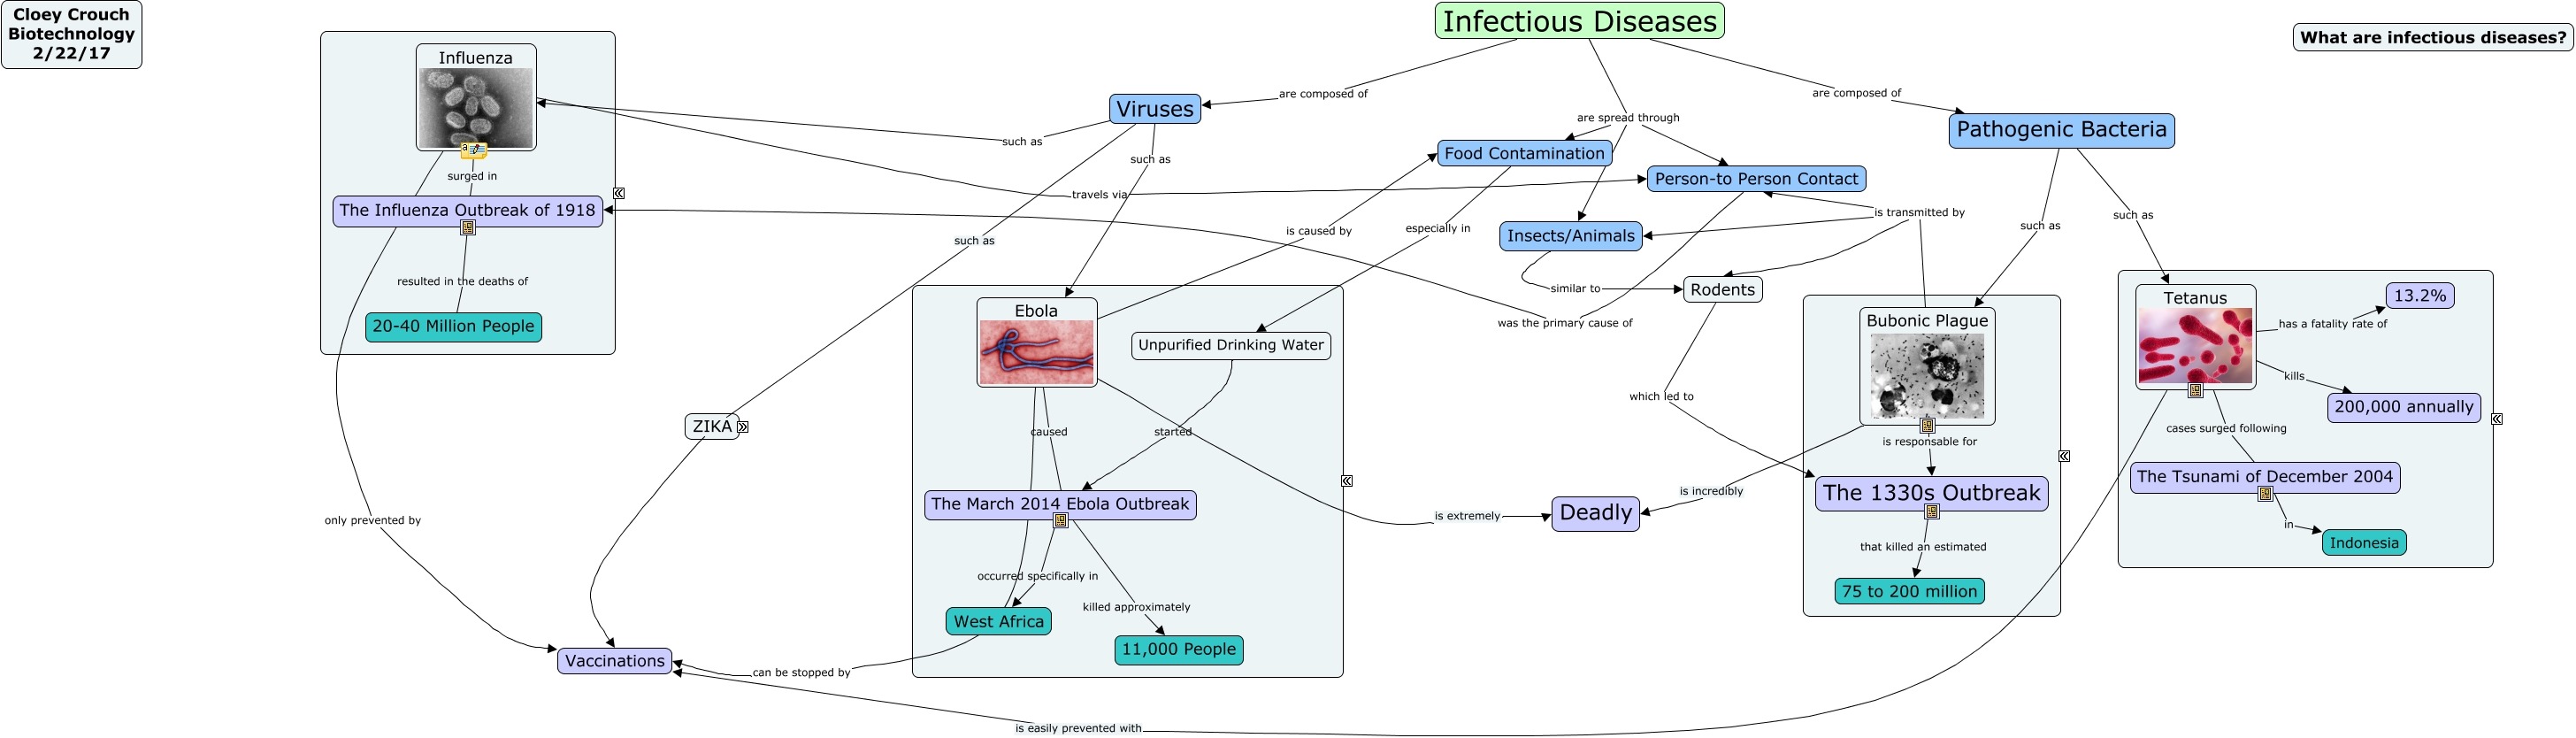 Cloey Crouch
Biotechnology
2/22/17
Infectious Diseases
What are infectious diseases?
Influenza
are composed of
are composed of
Viruses
such as
are spread through
Pathogenic Bacteria
Food Contamination
such as
surged in
Person-to Person Contact
travels via
The Influenza Outbreak of 1918
is transmitted by
such as
such as
is caused by
especially in
Insects/Animals
such as
resulted in the deaths of
similar to
Rodents
20-40 Million People
was the primary cause of
Ebola
Unpurified Drinking Water
Bubonic Plague
Tetanus
13.2%
has a fatality rate of
kills
200,000 annually
which led to
ZIKA
caused
started
is responsable for
cases surged following
The Tsunami of December 2004
The March 2014 Ebola Outbreak
is incredibly
The 1330s Outbreak
only prevented by
is extremely
Deadly
in
Indonesia
that killed an estimated
occurred specifically in
75 to 200 million
killed approximately
West Africa
11,000 People
Vaccinations
can be stopped by
is easily prevented with